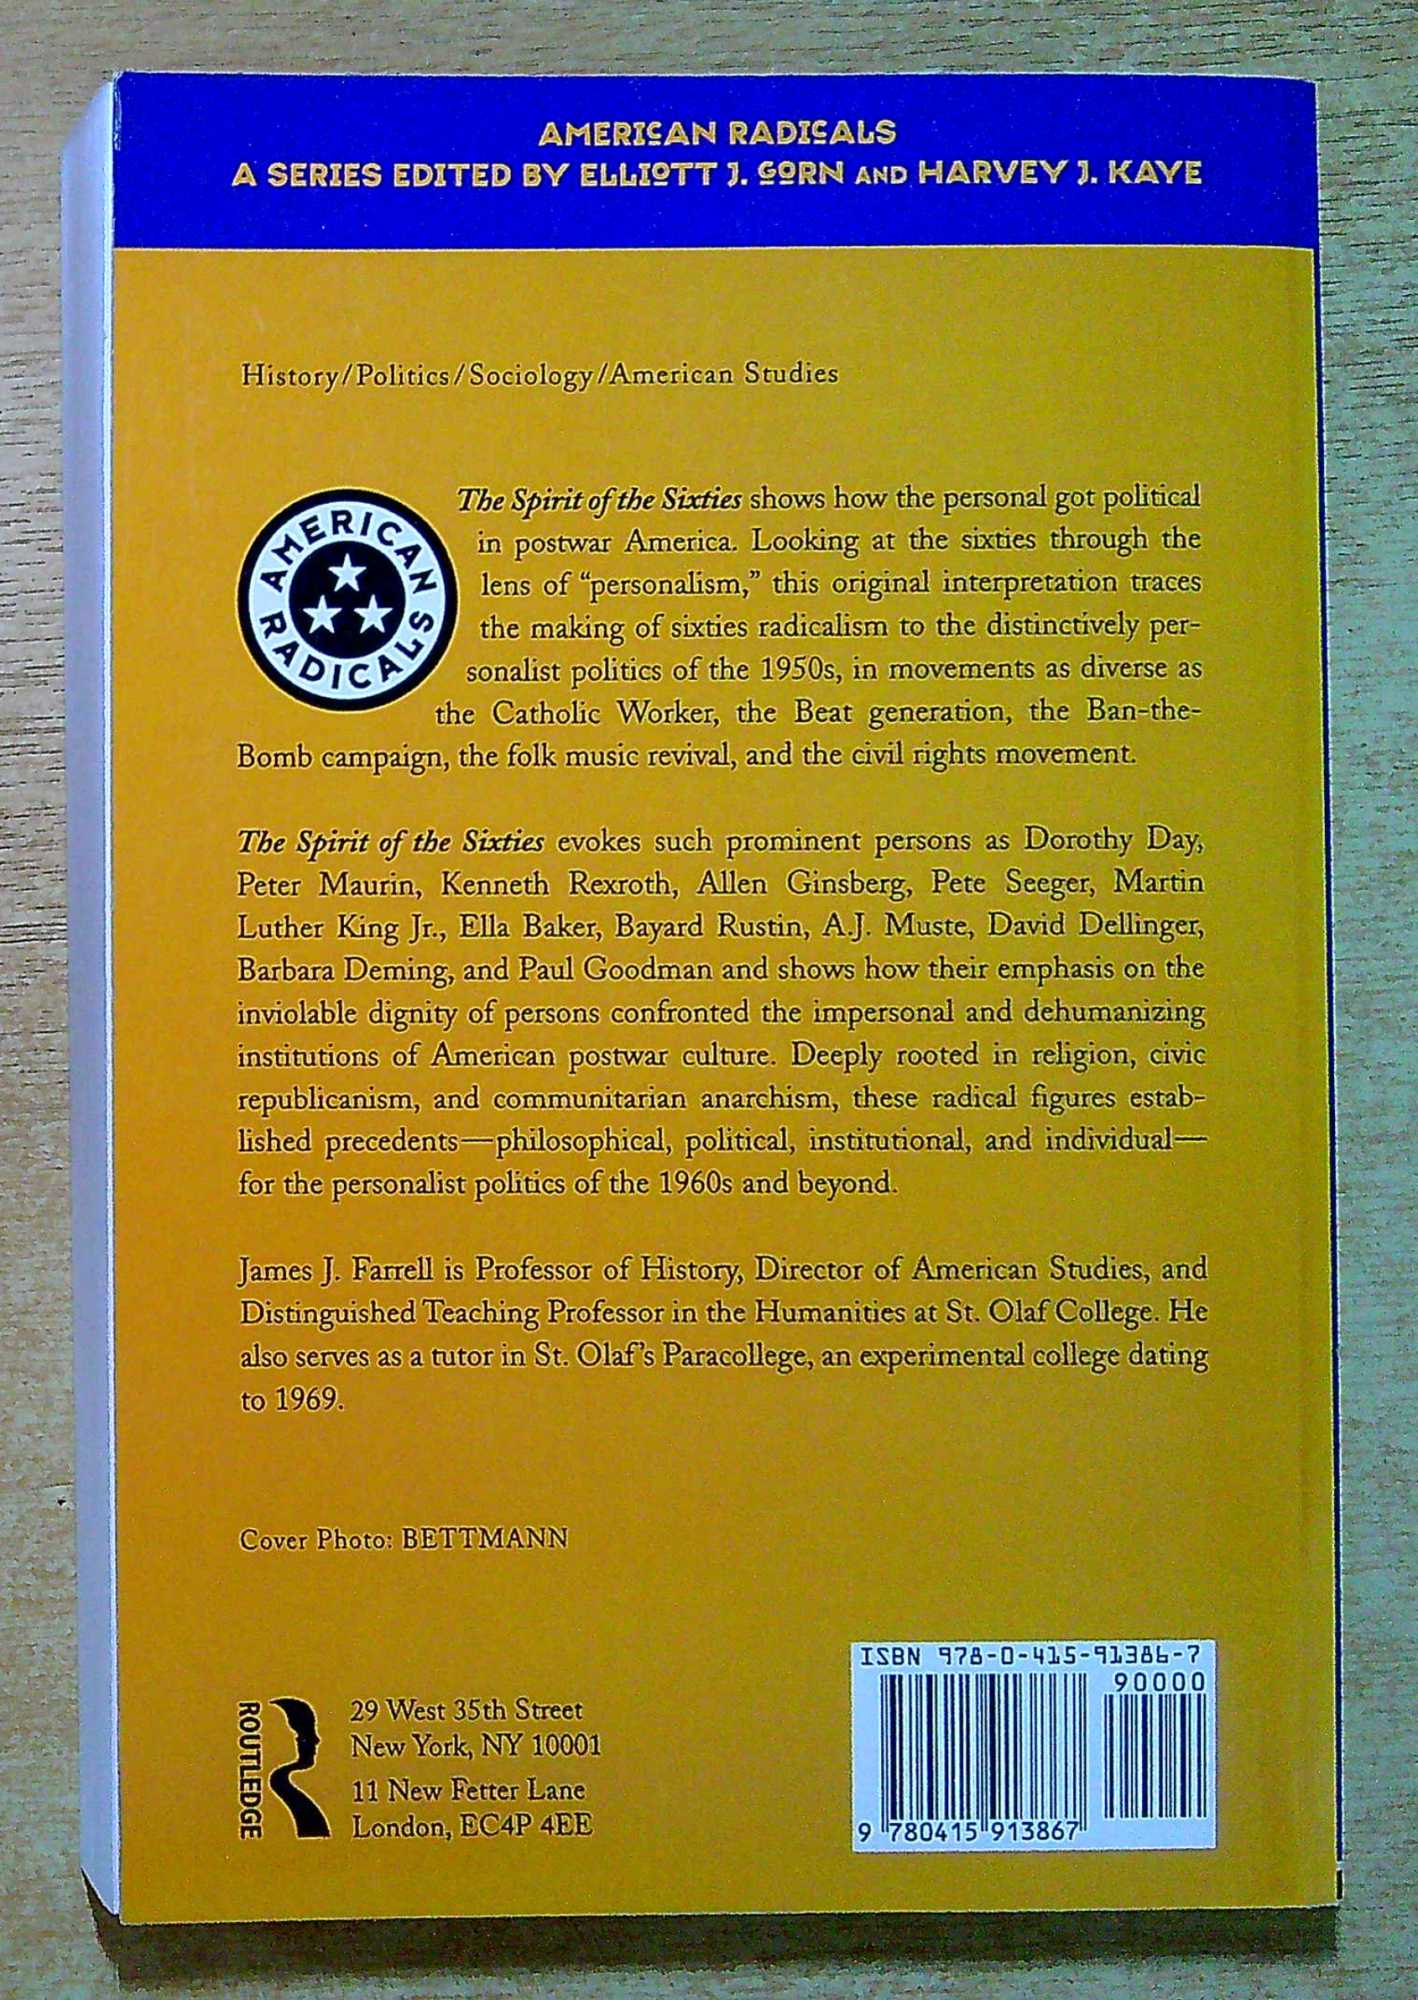 AMERICAN RADICALS
A SERIES EDITED BY ELLIOTT J. GORN AND HARVEY J. KAYE
History/Politics/Sociology/American Studies
AMERICAN RADICALS
The Spirit of the Sixties shows how the personal got political
in postwar America. Looking at the sixties through the
lens of “personalism,” this original interpretation traces
the making of sixties radicalism to the distinctively per-
sonalist politics of the 1950s, in movements as diverse as
the Catholic Worker, the Beat generation, the Ban-the-
Bomb campaign, the folk music revival, and the civil rights movement.
The Spirit of the Sixties evokes such prominent persons as Dorothy Day,
Peter Maurin, Kenneth Rexroth, Allen Ginsberg, Pete Seeger, Martin
Luther King Jr., Ella Baker, Bayard Rustin, A.J. Muste, David Dellinger,
Barbara Deming, and Paul Goodman and shows how their emphasis on the
inviolable dignity of persons confronted the impersonal and dehumanizing
institutions of American postwar culture. Deeply rooted in religion, civic
republicanism, and communitarian anarchism, these radical figures estab-
lished precedents—philosophical, political, institutional, and individual—
for the personalist politics of the 1960s and beyond.
James J. Farrell is Professor of History, Director of American Studies, and
Distinguished Teaching Professor in the Humanities at St. Olaf College. He
also serves as a tutor in St. Olaf's Paracollege, an experimental college dating
to 1969.
Cover Photo: BETTMANN
ROUTLEDGE
29 West 35th Street
New York, NY 10001
11 New Fetter Lane
London, EC4P 4EE
ISBN 978-0-415-91386-7
90000
9 780415 913867